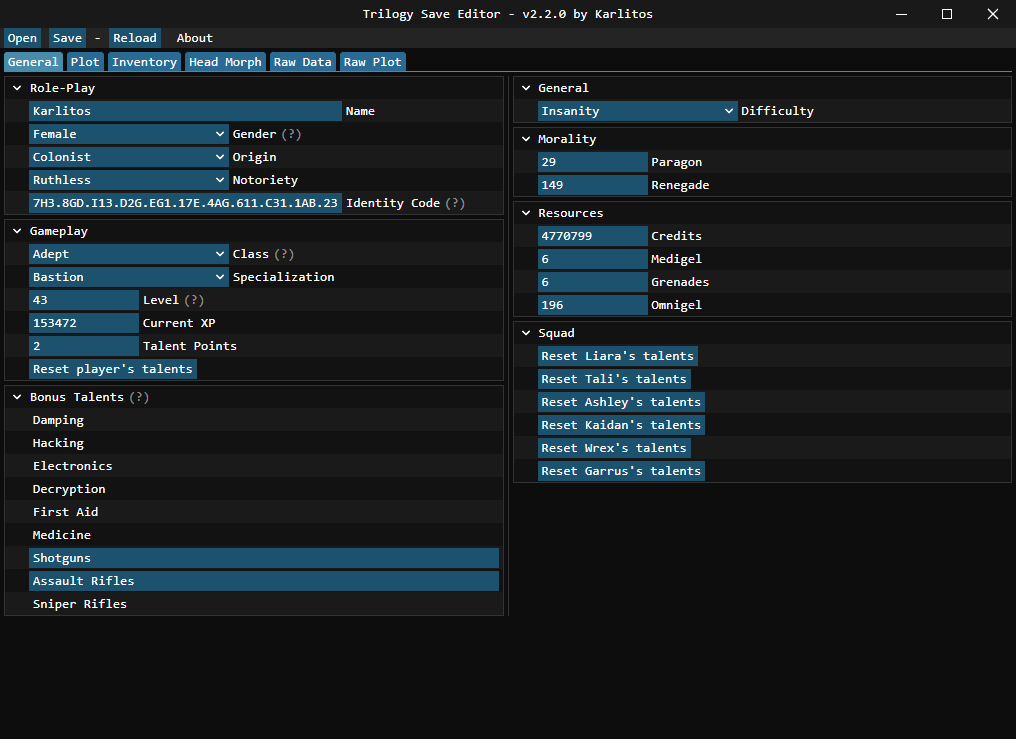 Trilogy Save Editor - v2.2.0 by Karlitos
Open Save - Reload About
General Plot Inventory Head Morph Raw Data Raw Plot
Role-Play
Karlitos Name
Female Gender (?)
Colonist Origin
Ruthless Notoriety
7H3.8GD.I13.D2G.EG1.17E.4AG.611.C31.1AB.23 Identity Code (?)
Gameplay
Adept Class (?)
Bastion Specialization
43 Level (?)
153472 Current XP
2 Talent Points
Reset player's talents
Bonus Talents (?)
Damping
Hacking
Electronics
Decryption
First Aid
Medicine
Shotguns
Assault Rifles
Sniper Rifles
General
Insanity Difficulty
Morality
29 Paragon
149 Renegade
Resources
4770799 Credits
6 Medigel
6 Grenades
196 Omnigel
Squad
Reset Liara's talents
Reset Tali's talents
Reset Ashley's talents
Reset Kaidan's talents
Reset Wrex's talents
Reset Garrus's talents